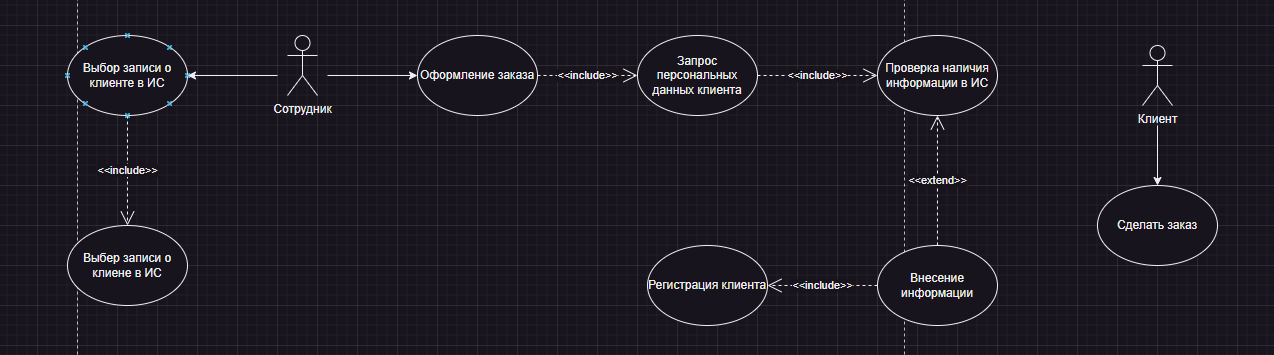 Выбор записи о
клиенте в ИС
Сотрудник
Оформление заказа
<<include>>
Запрос
персональных
данных клиента
<<include>>
Проверка наличия
информации в ИС
Клиент
<<include>>
<<extend>>
Сделать заказ
Выбер записи о
клиене в ИС
Регистрация клиента
<<include>>
Внесение
информации